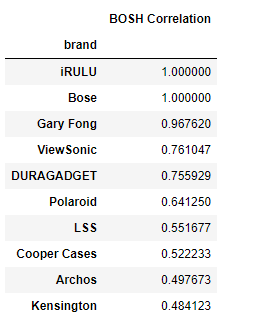 BOSH Correlation
brand
iRULU 1.000000
Bose 1.000000
Gary Fong 0.967620
ViewSonic 0.761047
DURAGADGET 0.755929
Polaroid 0.641250
LSS 0.551677
Cooper Cases 0.522233
Archos 0.497673
Kensington 0.484123